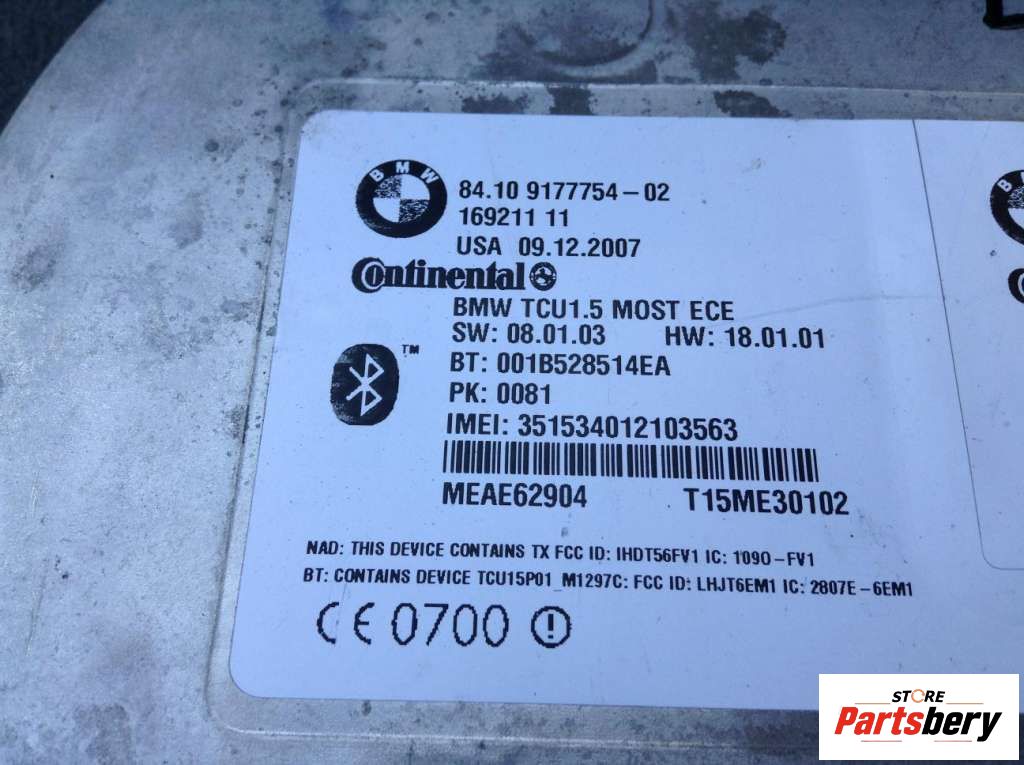 BMW
84.10 9177754-02
169211 11
USA 09.12.2007
Continental
BMW TCU1.5 MOST ECE
SW: 08.01.03 HW: 18.01.01
TM
BT: 001B528514EA
PK: 0081
IMEI: 351534012103563
MEAE62904 T15ME30102
NAD: THIS DEVICE CONTAINS TX FCC ID: IHDT56FV1 IC: 1090-FV1
BT: CONTAINS DEVICE TCU15P01_M1297C: FCC ID: LHJT6EM1 IC: 2807E-6EM1
CE 0700
STORE
Partsbery